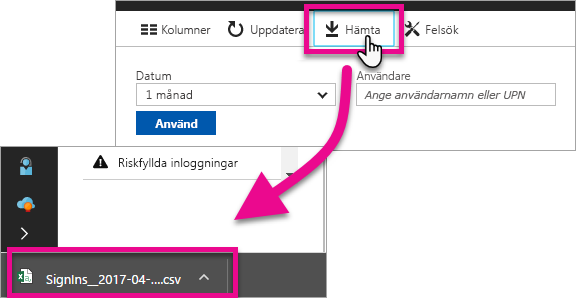 Kolumner Uppdatera Hämta Felsök
Datum Användare
1 månad Ange användarnamn eller UPN
Använd
Riskfyllda inloggningar
SignIns__2017-04-....csv